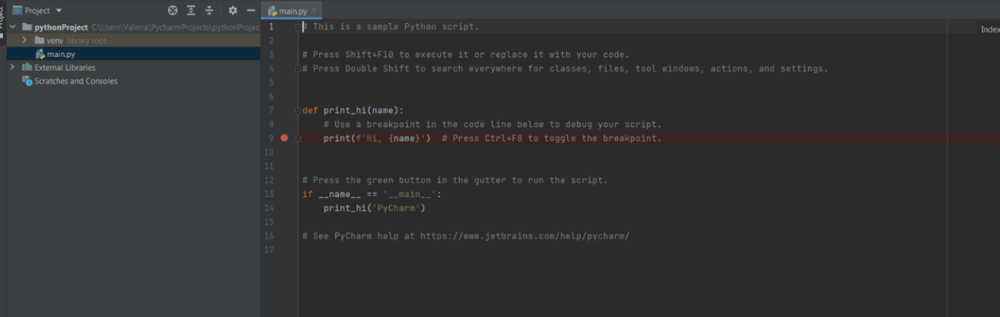 Project
Project
main.py
pythonProject C:\Users\Valeria\PycharmProjects\pythonProjec
venv library root
main.py
External Libraries
Scratches and Consoles
1 # This is a sample Python script.
2
3 # Press Shift+F10 to execute it or replace it with your code.
4 # Press Double Shift to search everywhere for classes, files, tool windows, actions, and settings.
5
6
7 def print_hi(name):
8 # Use a breakpoint in the code line below to debug your script.
9 print(f'Hi, {name}') # Press Ctrl+F8 to toggle the breakpoint.
10
11
12 # Press the green button in the gutter to run the script.
13 if __name__ == '__main__':
14 print_hi('PyCharm')
15
16 # See PyCharm help at https://www.jetbrains.com/help/pycharm/
17
Index